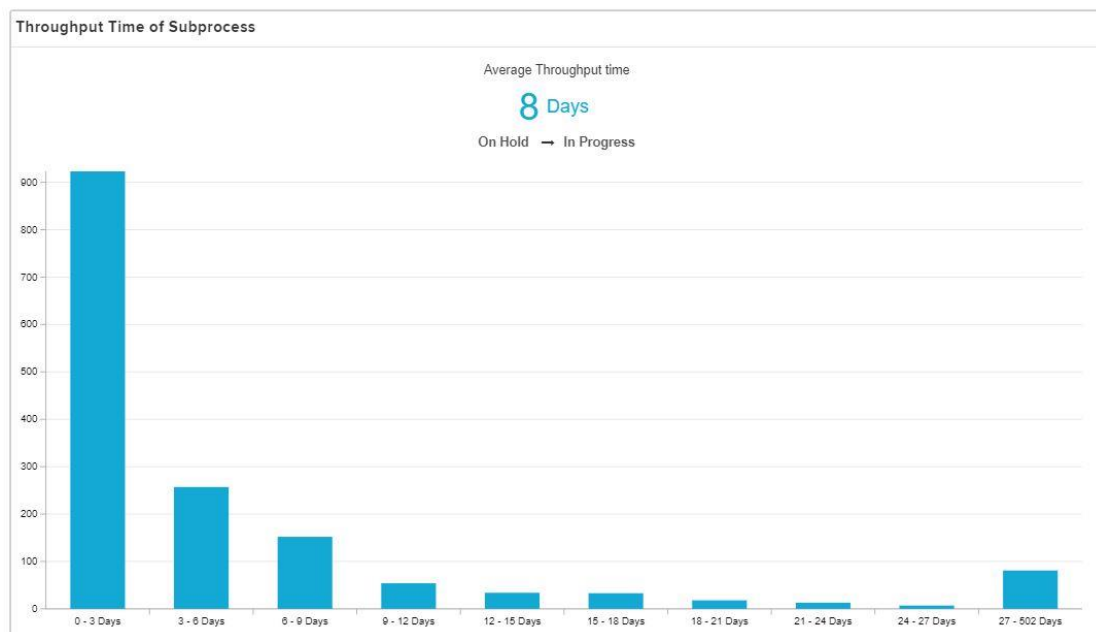 Throughput Time of Subprocess
Average Throughput time
8 Days
On Hold → In Progress
900
800
700
600
500
400
300
200
100
0
0 - 3 Days 3 - 6 Days 6 - 9 Days 9 - 12 Days 12 - 15 Days 15 - 18 Days 18 - 21 Days 21 - 24 Days 24 - 27 Days 27 - 502 Days